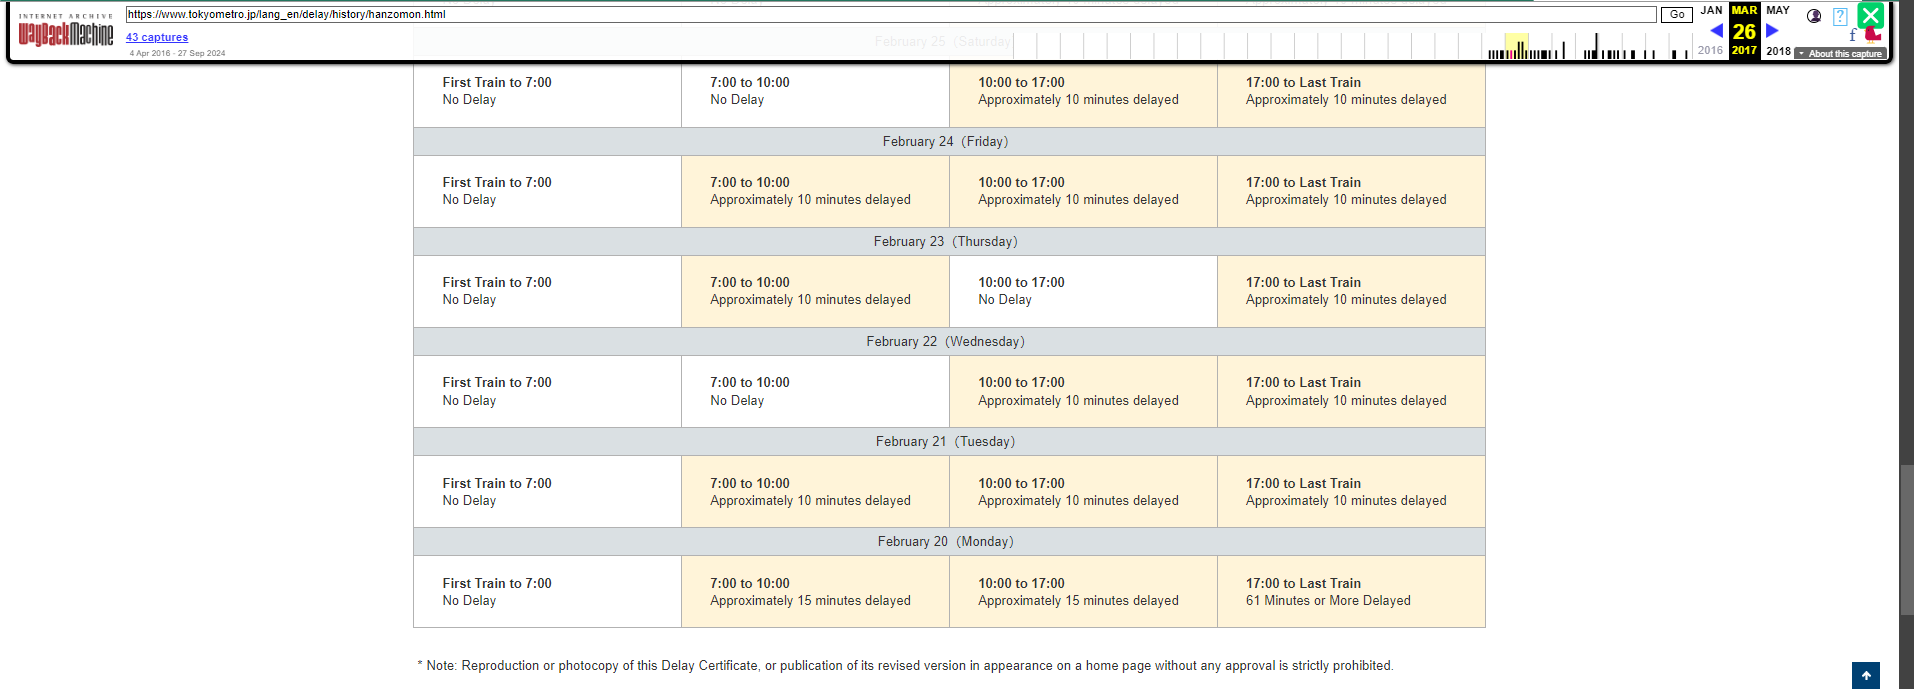 INTERNET ARCHIVE
WayBackMachine
https://www.tokyometro.jp/lang_en/delay/history/hanzomon.html
Go
JAN MAR MAY
43 captures
26
4 Apr 2016 - 27 Sep 2024
2016 2017 2018
About this capture
February 25（Saturday
First Train to 7:00 7:00 to 10:00 10:00 to 17:00 17:00 to Last Train
No Delay No Delay Approximately 10 minutes delayed Approximately 10 minutes delayed
February 24（Friday）
First Train to 7:00 7:00 to 10:00 10:00 to 17:00 17:00 to Last Train
No Delay Approximately 10 minutes delayed Approximately 10 minutes delayed Approximately 10 minutes delayed
February 23（Thursday）
First Train to 7:00 7:00 to 10:00 10:00 to 17:00 17:00 to Last Train
No Delay Approximately 10 minutes delayed No Delay Approximately 10 minutes delayed
February 22（Wednesday）
First Train to 7:00 7:00 to 10:00 10:00 to 17:00 17:00 to Last Train
No Delay No Delay Approximately 10 minutes delayed Approximately 10 minutes delayed
February 21（Tuesday）
First Train to 7:00 7:00 to 10:00 10:00 to 17:00 17:00 to Last Train
No Delay Approximately 10 minutes delayed Approximately 10 minutes delayed Approximately 10 minutes delayed
February 20（Monday）
First Train to 7:00 7:00 to 10:00 10:00 to 17:00 17:00 to Last Train
No Delay Approximately 15 minutes delayed Approximately 15 minutes delayed 61 Minutes or More Delayed
* Note: Reproduction or photocopy of this Delay Certificate, or publication of its revised version in appearance on a home page without any approval is strictly prohibited.